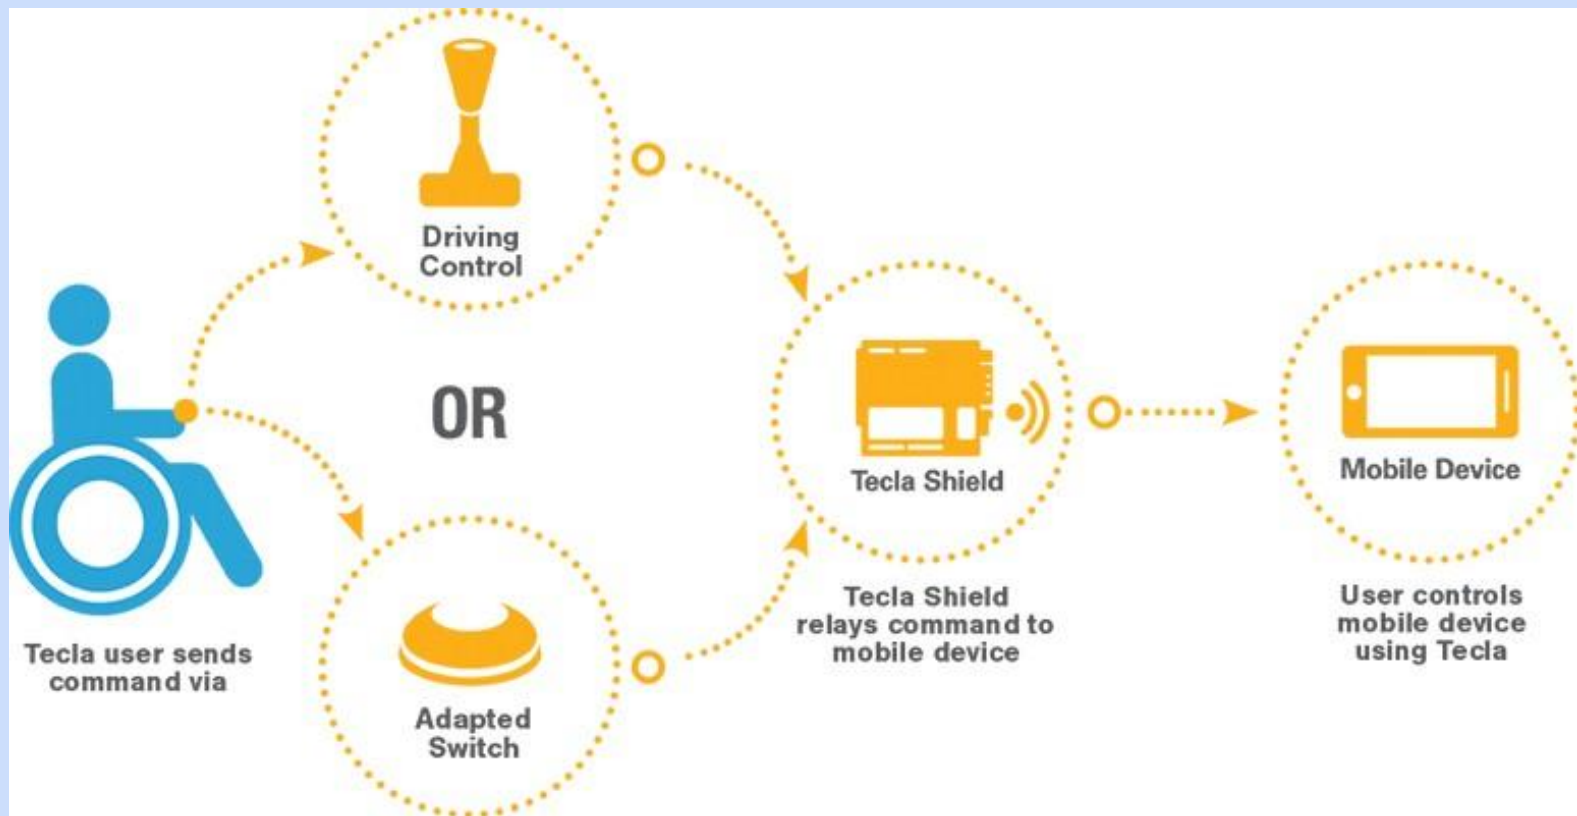 Driving
Control
OR
Tecla user sends
command via
Adapted
Switch
Tecla Shield
Tecla Shield
relays command to
mobile device
Mobile Device
User controls
mobile device
using Tecla